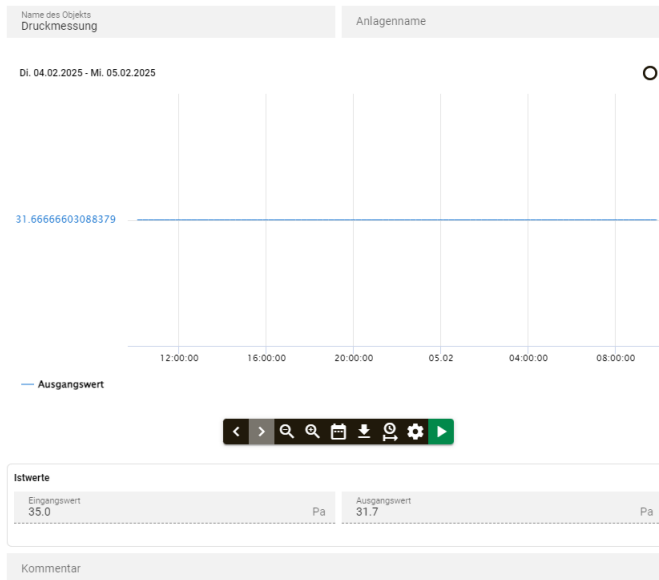 Name des Objekts
Druckmessung
Anlagenname
Di. 04.02.2025 - Mi. 05.02.2025
31.66666603088379
12:00:00 16:00:00 20:00:00 05.02 04:00:00 08:00:00
Ausgangswert
Istwerte
Eingangswert
35.0 Pa
Ausgangswert
31.7 Pa
Kommentar